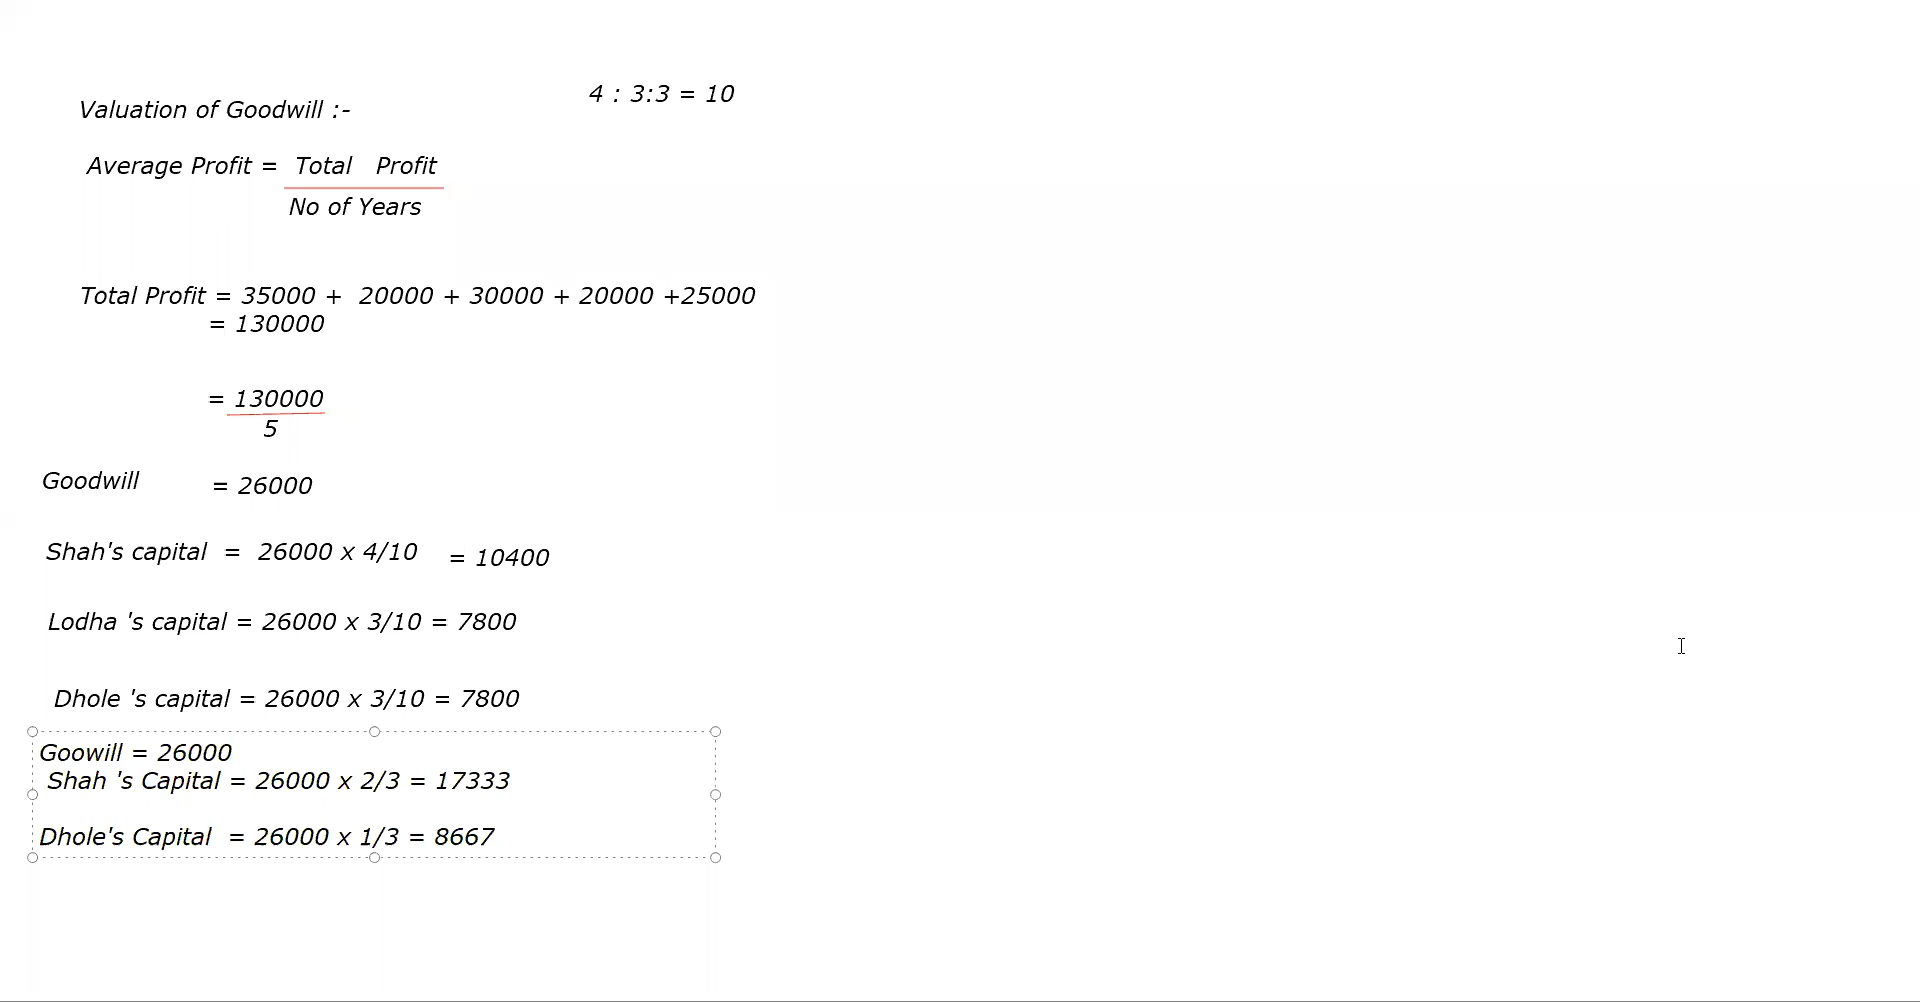 4 : 3:3 = 10
Valuation of Goodwill :-
Average Profit = Total Profit
No of Years
Total Profit = 35000 + 20000 + 30000 + 20000 +25000
= 130000
= 130000
5
Goodwill = 26000
Shah's capital = 26000 x 4/10 = 10400
Lodha 's capital = 26000 x 3/10 = 7800
Dhole 's capital = 26000 x 3/10 = 7800
Goowill = 26000
Shah 's Capital = 26000 x 2/3 = 17333
Dhole's Capital = 26000 x 1/3 = 8667